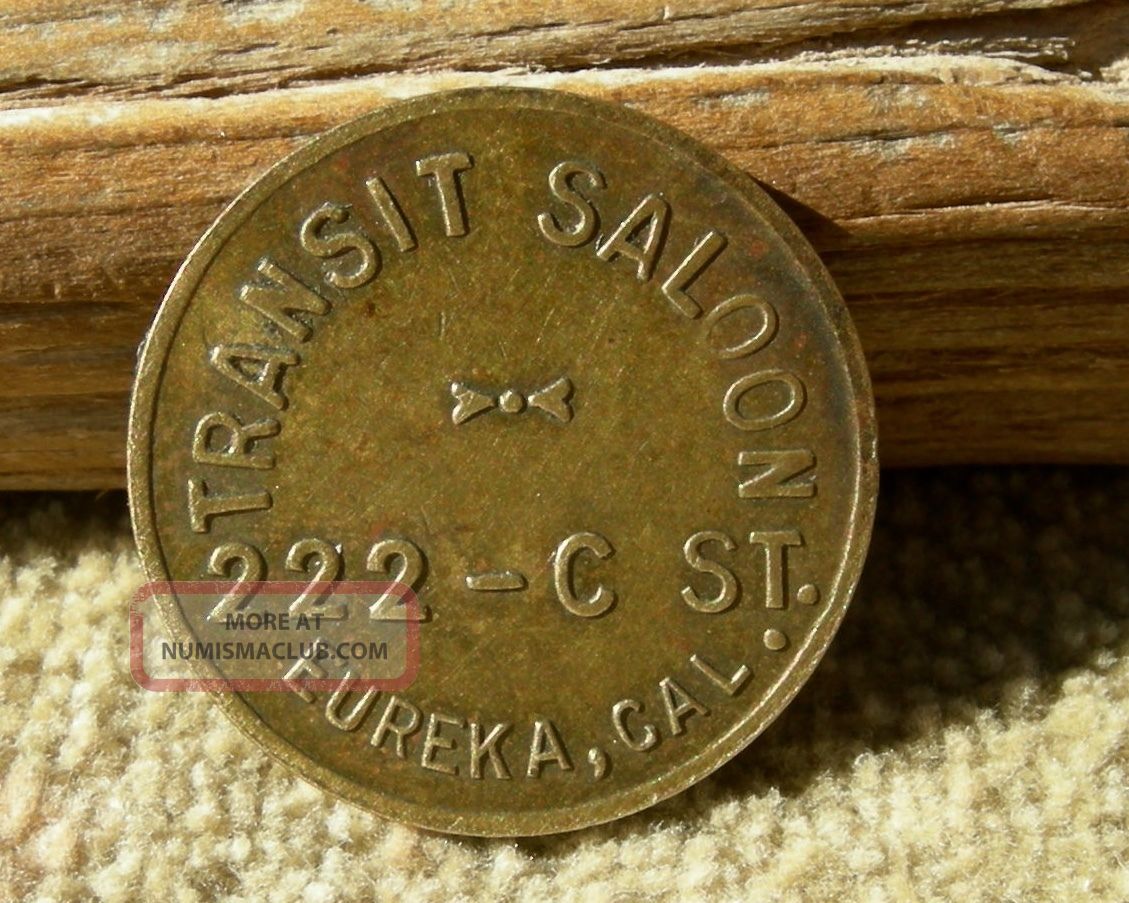 TRANSIT SALOON
222-C ST.
EUREKA, CAL.
MORE AT
NUMISMACLUB.COM